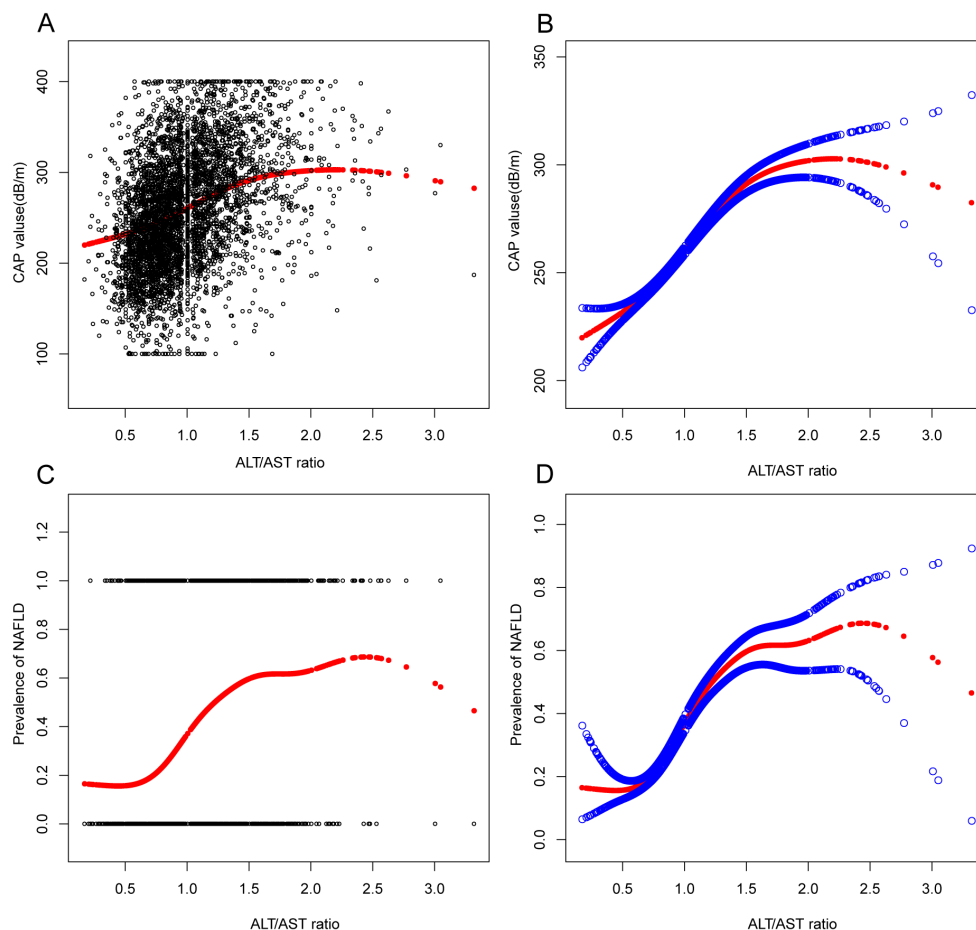 A
CAP valuse(dB/m)
400
300
200
100
0.5 1.0 1.5 2.0 2.5 3.0
ALT/AST ratio
B
CAP valuse(dB/m)
350
300
250
200
0.5 1.0 1.5 2.0 2.5 3.0
ALT/AST ratio
C
Prevalence of NAFLD
1.2
1.0
0.8
0.6
0.4
0.2
0.0
0.5 1.0 1.5 2.0 2.5 3.0
ALT/AST ratio
D
Prevalence of NAFLD
1.0
0.8
0.6
0.4
0.2
0.0
0.5 1.0 1.5 2.0 2.5 3.0
ALT/AST ratio